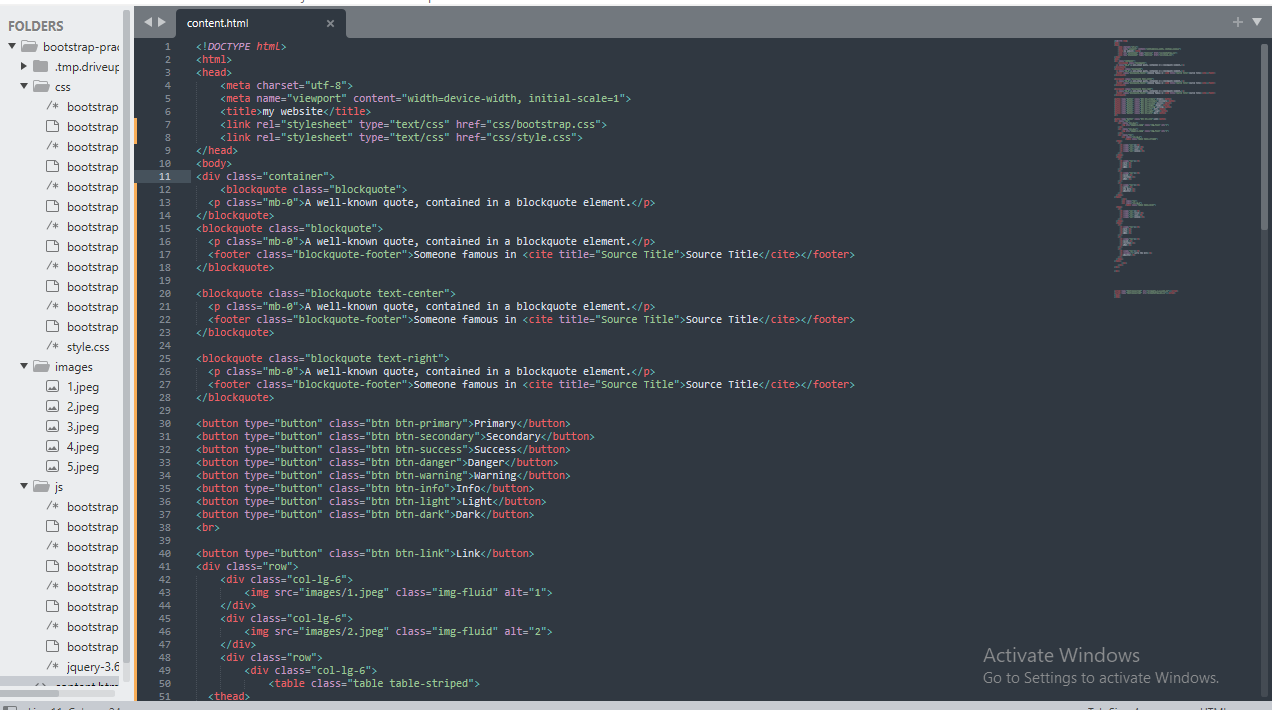 FOLDERS
bootstrap-prac
.tmp.driveup
css
/* bootstrap
bootstrap
/* bootstrap
bootstrap
/* bootstrap
bootstrap
/* bootstrap
bootstrap
/* bootstrap
bootstrap
/* bootstrap
bootstrap
/* style.css
images
1.jpeg
2.jpeg
3.jpeg
4.jpeg
5.jpeg
js
/* bootstrap
bootstrap
/* bootstrap
bootstrap
/* bootstrap
bootstrap
/* bootstrap
bootstrap
/* jquery-3.6
content.html ×
1 <!DOCTYPE html>
2 <html>
3 <head>
4 <meta charset="utf-8">
5 <meta name="viewport" content="width=device-width, initial-scale=1">
6 <title>my website</title>
7 <link rel="stylesheet" type="text/css" href="css/bootstrap.css">
8 <link rel="stylesheet" type="text/css" href="css/style.css">
9 </head>
10 <body>
11 <div class="container">
12 <blockquote class="blockquote">
13 <p class="mb-0">A well-known quote, contained in a blockquote element.</p>
14 </blockquote>
15 <blockquote class="blockquote">
16 <p class="mb-0">A well-known quote, contained in a blockquote element.</p>
17 <footer class="blockquote-footer">Someone famous in <cite title="Source Title">Source Title</cite></footer>
18 </blockquote>
19
20 <blockquote class="blockquote text-center">
21 <p class="mb-0">A well-known quote, contained in a blockquote element.</p>
22 <footer class="blockquote-footer">Someone famous in <cite title="Source Title">Source Title</cite></footer>
23 </blockquote>
24
25 <blockquote class="blockquote text-right">
26 <p class="mb-0">A well-known quote, contained in a blockquote element.</p>
27 <footer class="blockquote-footer">Someone famous in <cite title="Source Title">Source Title</cite></footer>
28 </blockquote>
29
30 <button type="button" class="btn btn-primary">Primary</button>
31 <button type="button" class="btn btn-secondary">Secondary</button>
32 <button type="button" class="btn btn-success">Success</button>
33 <button type="button" class="btn btn-danger">Danger</button>
34 <button type="button" class="btn btn-warning">Warning</button>
35 <button type="button" class="btn btn-info">Info</button>
36 <button type="button" class="btn btn-light">Light</button>
37 <button type="button" class="btn btn-dark">Dark</button>
38 <br>
39
40 <button type="button" class="btn btn-link">Link</button>
41 <div class="row">
42 <div class="col-lg-6">
43 <img src="images/1.jpeg" class="img-fluid" alt="1">
44 </div>
45 <div class="col-lg-6">
46 <img src="images/2.jpeg" class="img-fluid" alt="2">
47 </div>
48 <div class="row">
49 <div class="col-lg-6">
50 <table class="table table-striped">
51 <thead>
Activate Windows
Go to Settings to activate Windows.